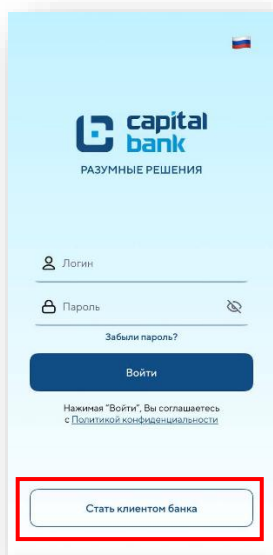 capital
bank
РАЗУМНЫЕ РЕШЕНИЯ
Логин
Пароль
Забыли пароль?
Войти
Нажимая "Войти", Вы соглашаетесь
с Политикой конфиденциальности
Стать клиентом банка